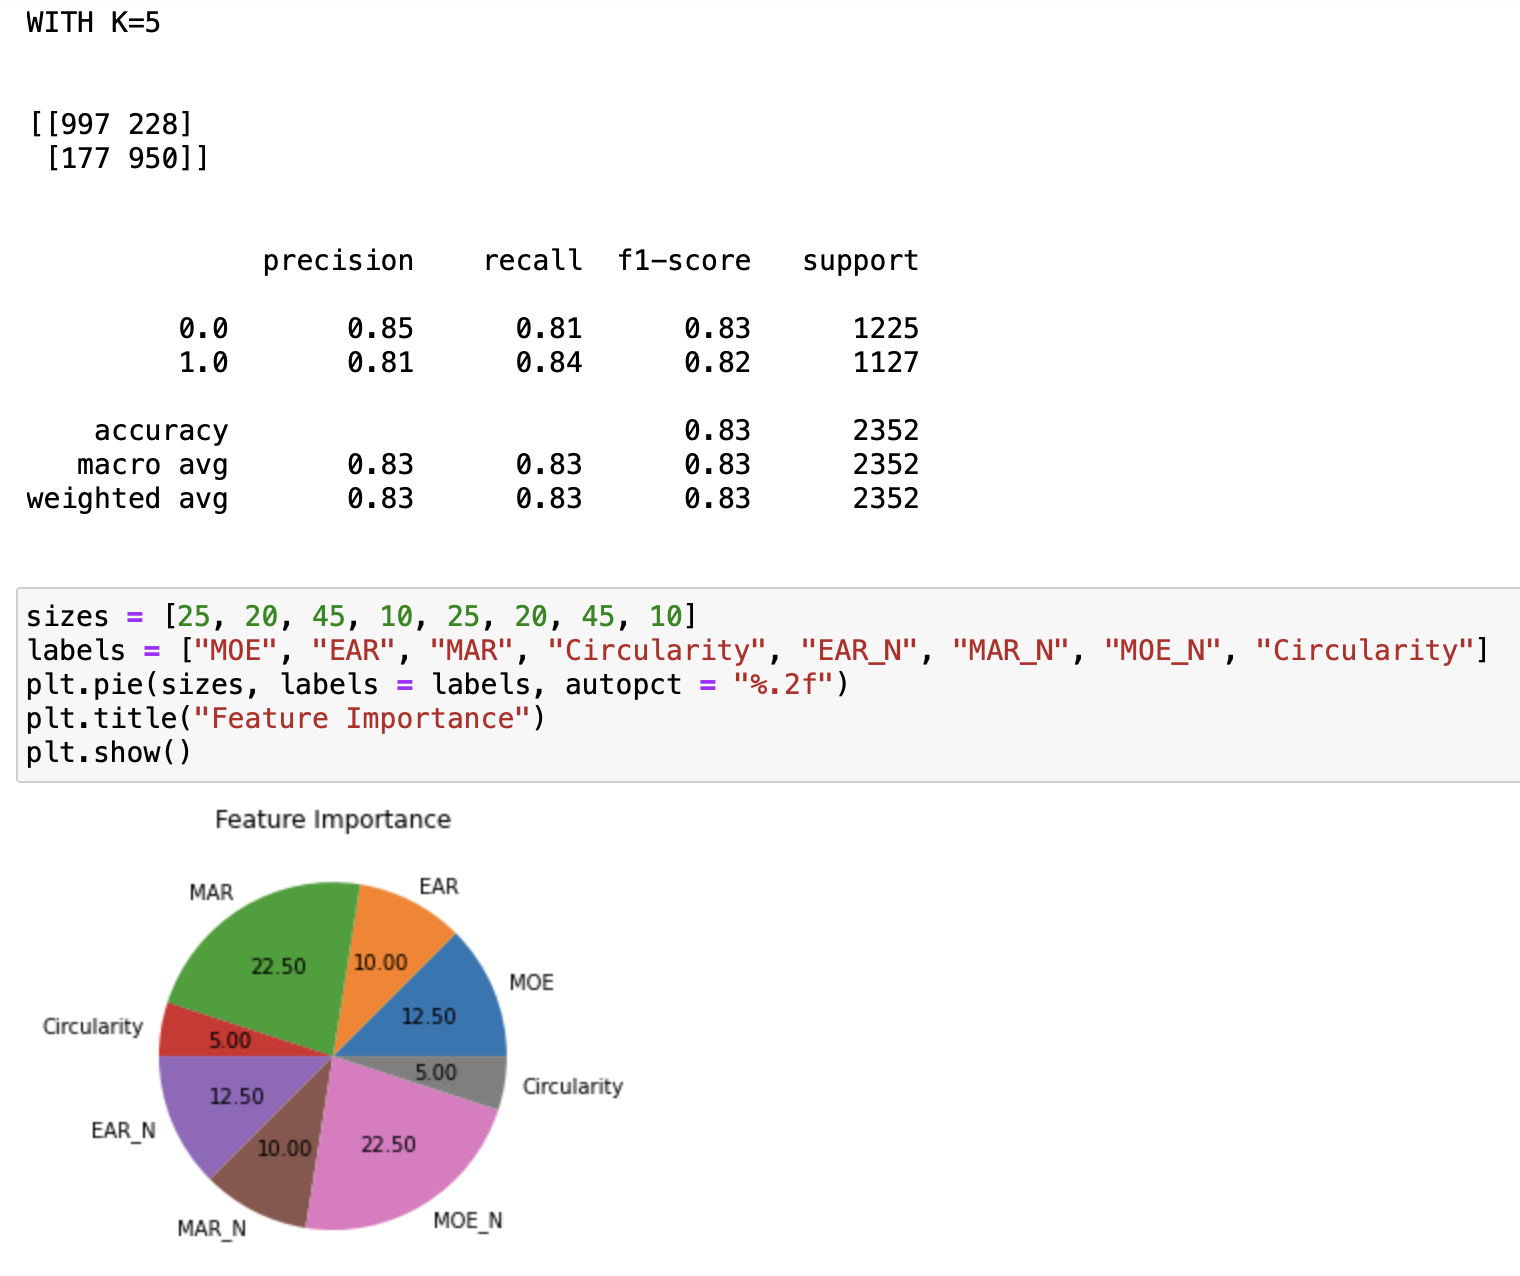 WITH K=5
[[997 228]
[177 950]]
precision recall f1-score support
0.0 0.85 0.81 0.83 1225
1.0 0.81 0.84 0.82 1127
accuracy 0.83 2352
macro avg 0.83 0.83 0.83 2352
weighted avg 0.83 0.83 0.83 2352
sizes = [25, 20, 45, 10, 25, 20, 45, 10]
labels = ["MOE", "EAR", "MAR", "Circularity", "EAR_N", "MAR_N", "MOE_N", "Circularity"]
plt.pie(sizes, labels = labels, autopct = "%.2f")
plt.title("Feature Importance")
plt.show()
Feature Importance
EAR
MAR
10.00
22.50
MOE
12.50
Circularity
5.00
5.00
Circularity
12.50
EAR_N
22.50
10.00
MOE_N
MAR_N